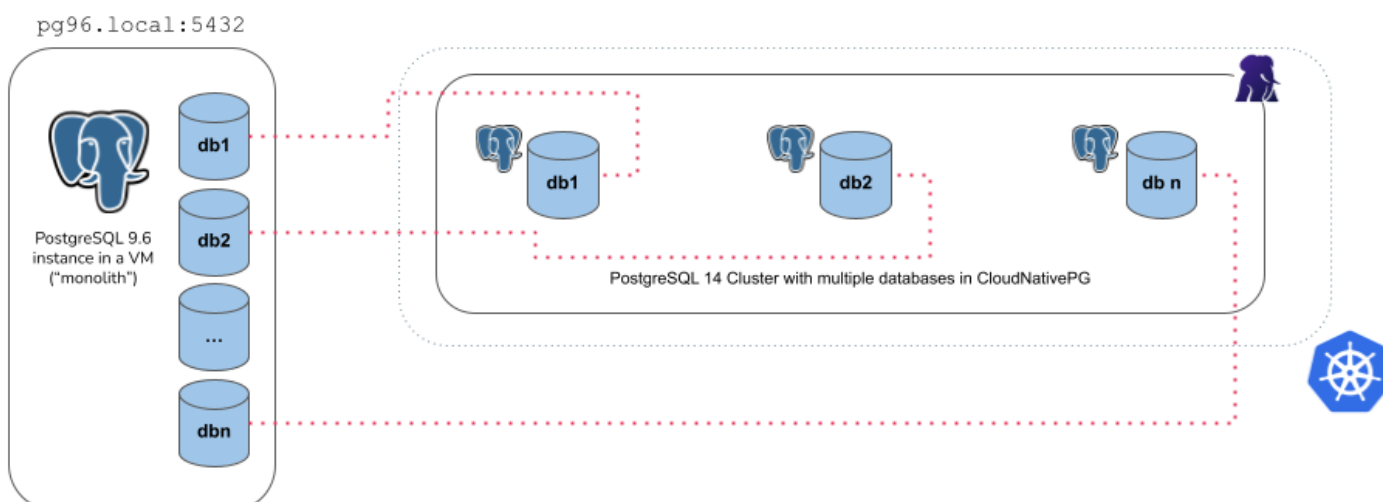 pg96.local:5432
db1
db2
...
dbn
PostgreSQL 9.6
instance in a VM
("monolith")
db1
db2
db n
PostgreSQL 14 Cluster with multiple databases in CloudNativePG